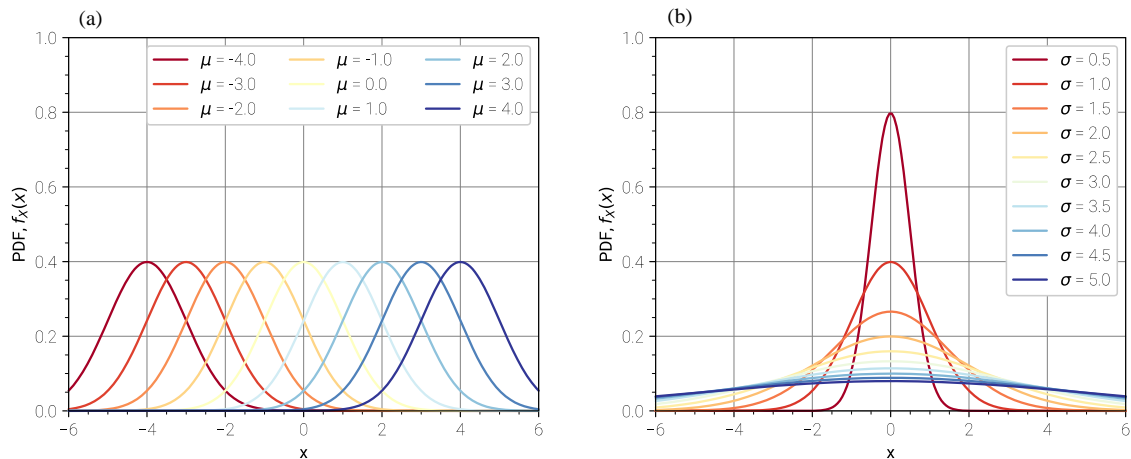 (a)
1.0
0.8
0.6
0.4
0.2
0.0
PDF, f_X(x)
μ = -4.0
μ = -3.0
μ = -2.0
μ = -1.0
μ = 0.0
μ = 1.0
μ = 2.0
μ = 3.0
μ = 4.0
−6 −4 −2 0 2 4 6
x
(b)
1.0
0.8
0.6
0.4
0.2
0.0
PDF, f_X(x)
σ = 0.5
σ = 1.0
σ = 1.5
σ = 2.0
σ = 2.5
σ = 3.0
σ = 3.5
σ = 4.0
σ = 4.5
σ = 5.0
−6 −4 −2 0 2 4 6
x